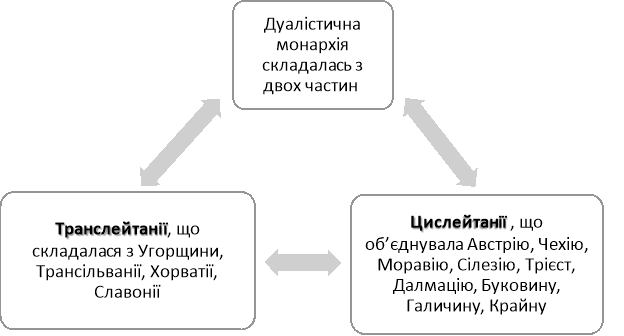 Дуалістична
монархія
складалась з
двох частин
Транслейтанії, що
складалася з Угорщини,
Трансільванії, Хорватії,
Славонії
Цислейтанії , що
об’єднувала Австрію, Чехію,
Моравію, Сілезію, Трієст,
Далмацію, Буковину,
Галичину, Крайну